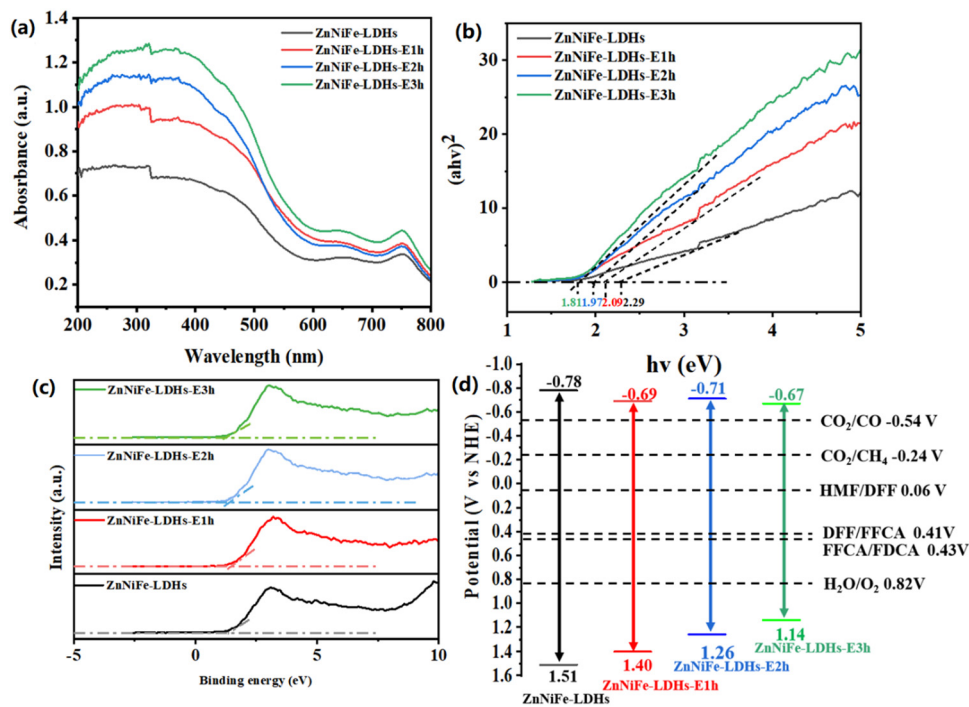 (a)
ZnNiFe-LDHs
ZnNiFe-LDHs-E1h
ZnNiFe-LDHs-E2h
ZnNiFe-LDHs-E3h
Absorbance (a.u.)
1.4
1.2
1.0
0.8
0.6
0.4
0.2
200 300 400 500 600 700 800
Wavelength (nm)
(b)
ZnNiFe-LDHs
ZnNiFe-LDHs-E1h
ZnNiFe-LDHs-E2h
ZnNiFe-LDHs-E3h
(ahv)²
30
20
10
0
1.81 1.97 2.09 2.29
1 2 3 4 5
hv (eV)
(c)
ZnNiFe-LDHs-E3h
ZnNiFe-LDHs-E2h
ZnNiFe-LDHs-E1h
ZnNiFe-LDHs
Intensity (a.u.)
-5 0 5 10
Binding energy (eV)
(d)
Potential (V vs NHE)
-1.0
-0.8
-0.6
-0.4
-0.2
0.0
0.4
0.6
0.8
1.0
1.2
1.4
1.6
-0.78
-0.69
-0.71
-0.67
CO₂/CO -0.54 V
CO₂/CH₄ -0.24 V
HMF/DFF 0.06 V
DFF/FFCA 0.41V
FFCA/FDCA 0.43V
H₂O/O₂ 0.82V
1.51
1.40
1.26
1.14
ZnNiFe-LDHs
ZnNiFe-LDHs-E1h
ZnNiFe-LDHs-E2h
ZnNiFe-LDHs-E3h